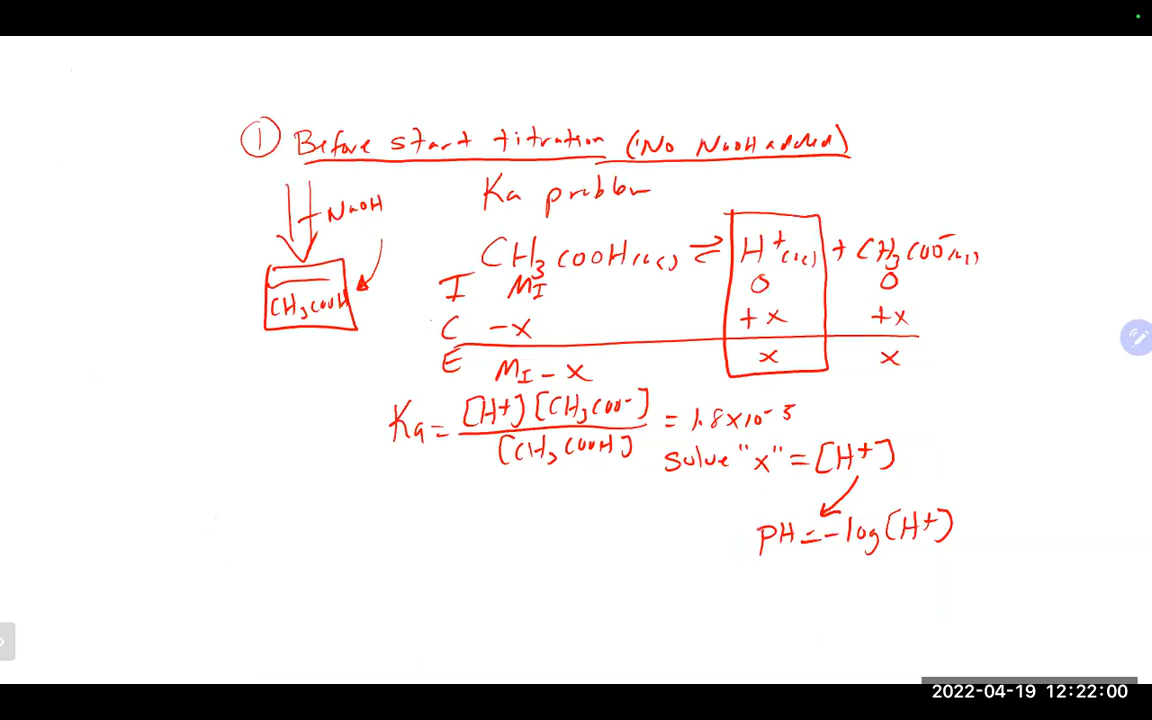 ① Before start titration (No NaOH added)
Ka problem
NaOH
CH3COOH
CH3COOH(aq) ⇌ H+(aq) + CH3COO-(aq)
I MI 0 0
C -x +x +x
E MI - x x x
Ka = [H+][CH3COO-] / [CH3COOH] = 1.8x10-5
Solve "x" = [H+]
PH = -log[H+]
2022-04-19 12:22:00